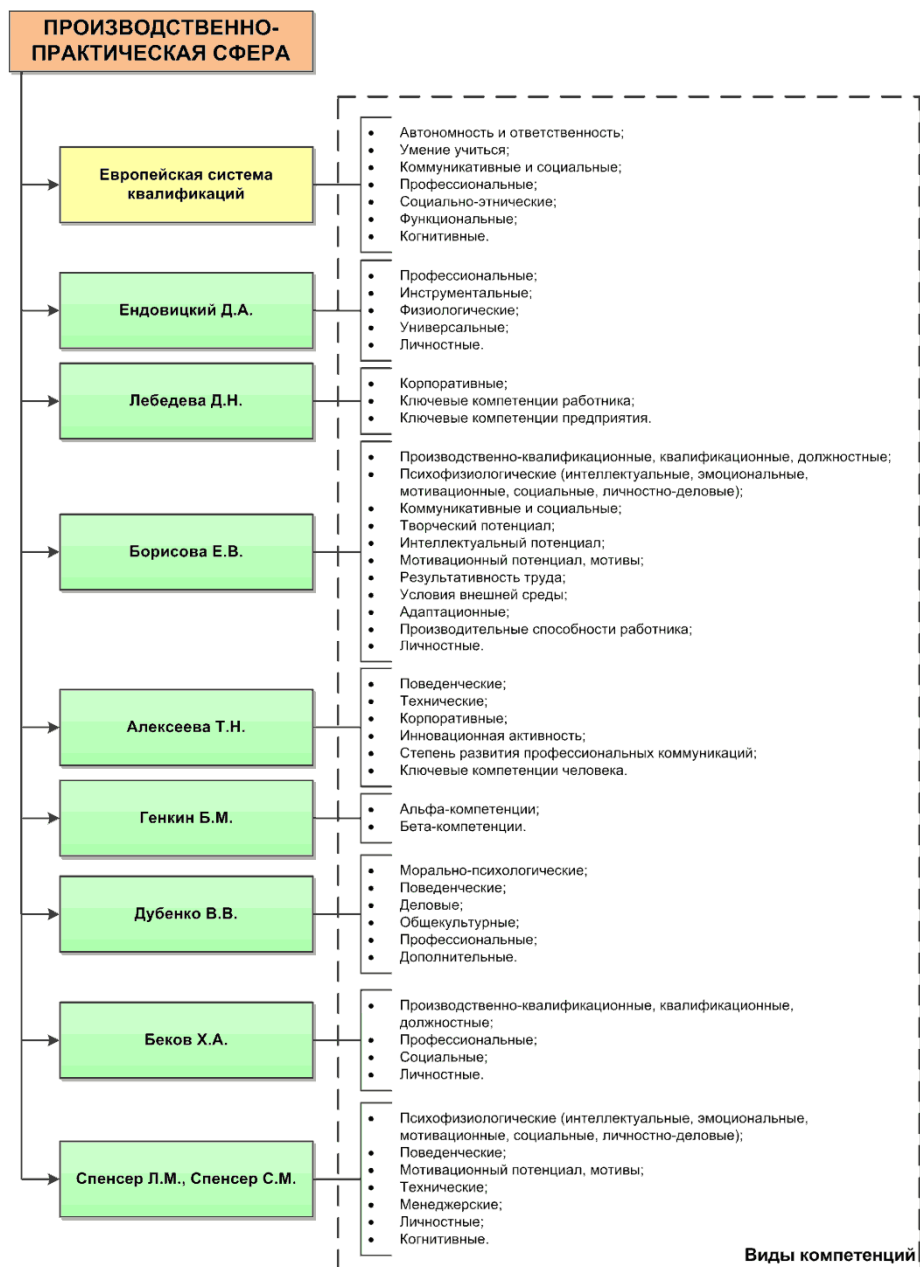 ПРОИЗВОДСТВЕННО-
ПРАКТИЧЕСКАЯ СФЕРА
Европейская система
квалификаций
• Автономность и ответственность;
• Умение учиться;
• Коммуникативные и социальные;
• Профессиональные;
• Социально-этнические;
• Функциональные;
• Когнитивные.
Ендовицкий Д.А.
• Профессиональные;
• Инструментальные;
• Физиологические;
• Универсальные;
• Личностные.
Лебедева Д.Н.
• Корпоративные;
• Ключевые компетенции работника;
• Ключевые компетенции предприятия.
Борисова Е.В.
• Производственно-квалификационные, квалификационные, должностные;
• Психофизиологические (интеллектуальные, эмоциональные,
мотивационные, социальные, личностно-деловые);
• Коммуникативные и социальные;
• Творческий потенциал;
• Интеллектуальный потенциал;
• Мотивационный потенциал, мотивы;
• Результативность труда;
• Условия внешней среды;
• Адаптационные;
• Производительные способности работника;
• Личностные.
Алексеева Т.Н.
• Поведенческие;
• Технические;
• Корпоративные;
• Инновационная активность;
• Степень развития профессиональных коммуникаций;
• Ключевые компетенции человека.
Генкин Б.М.
• Альфа-компетенции;
• Бета-компетенции.
Дубенко В.В.
• Морально-психологические;
• Поведенческие;
• Деловые;
• Общекультурные;
• Профессиональные;
• Дополнительные.
Беков Х.А.
• Производственно-квалификационные, квалификационные,
должностные;
• Профессиональные;
• Социальные;
• Личностные.
Спенсер Л.М., Спенсер С.М.
• Психофизиологические (интеллектуальные, эмоциональные,
мотивационные, социальные, личностно-деловые);
• Поведенческие;
• Мотивационный потенциал, мотивы;
• Технические;
• Менеджерские;
• Личностные;
• Когнитивные.
Виды компетенций